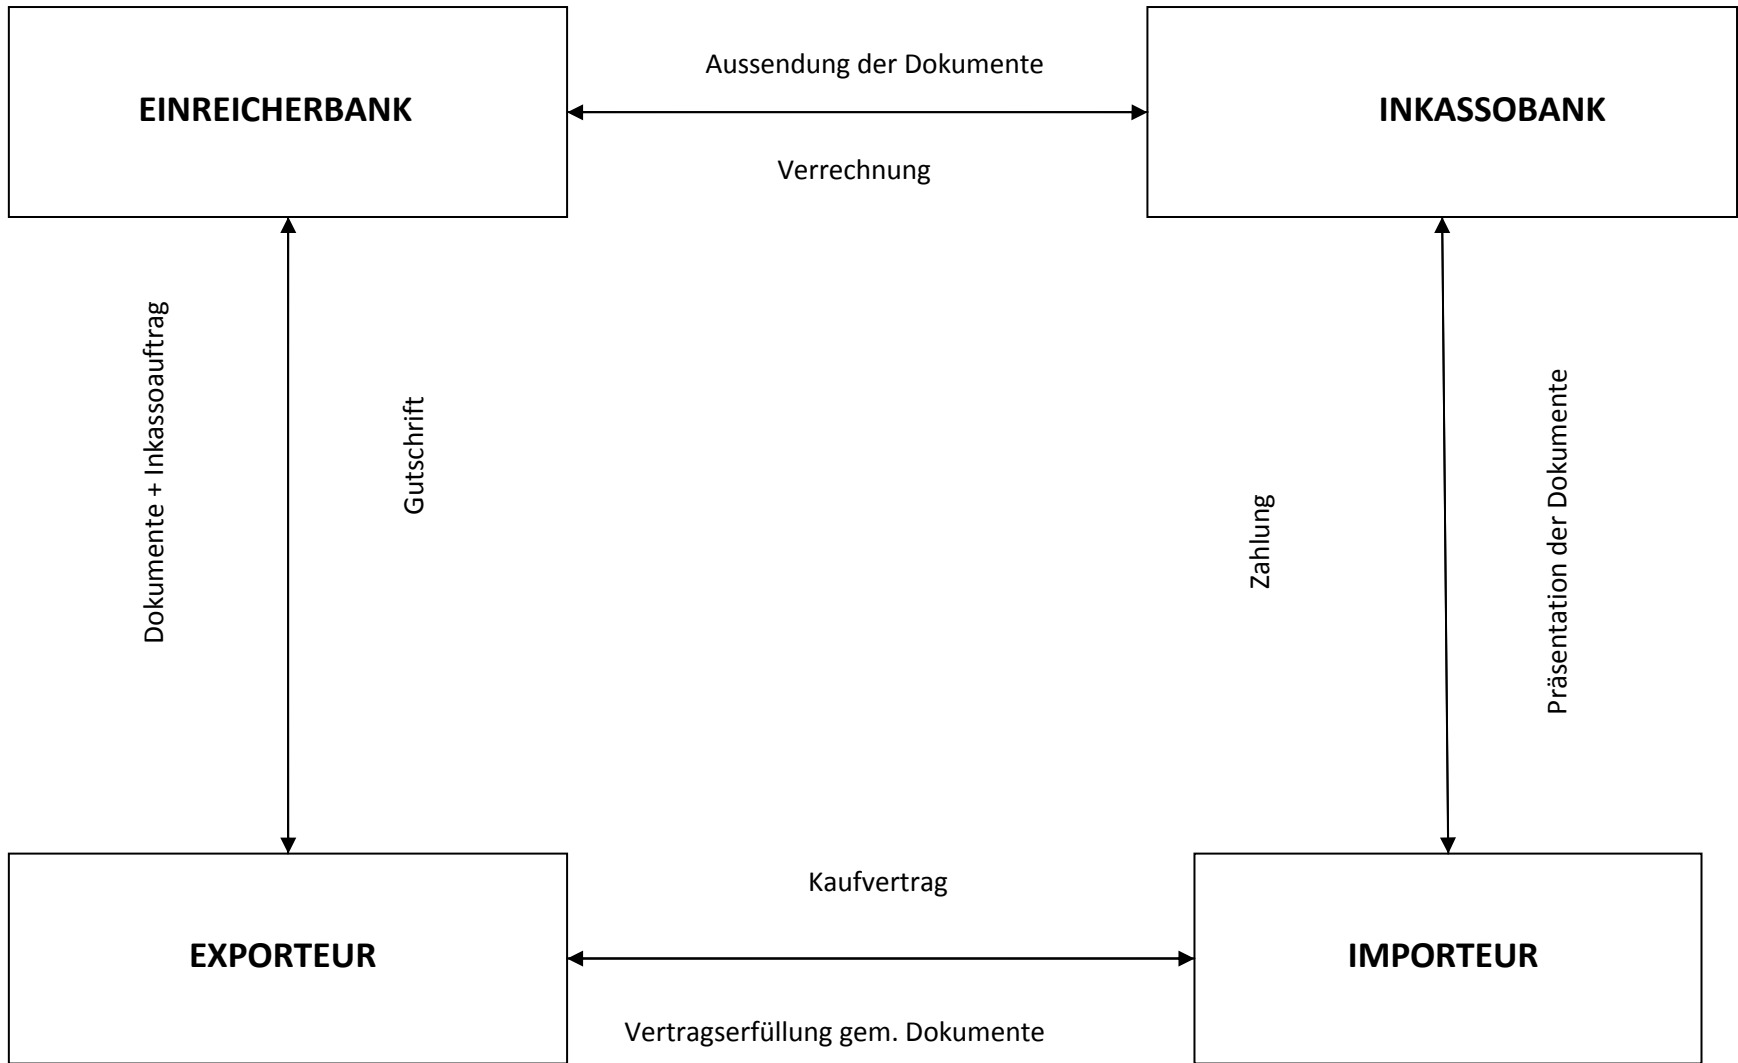 Aussendung der Dokumente
EINREICHERBANK
INKASSOBANK
Verrechnung
Dokumente + Inkassoauftrag
Gutschrift
Zahlung
Präsentation der Dokumente
Kaufvertrag
EXPORTEUR
IMPORTEUR
Vertragserfüllung gem. Dokumente